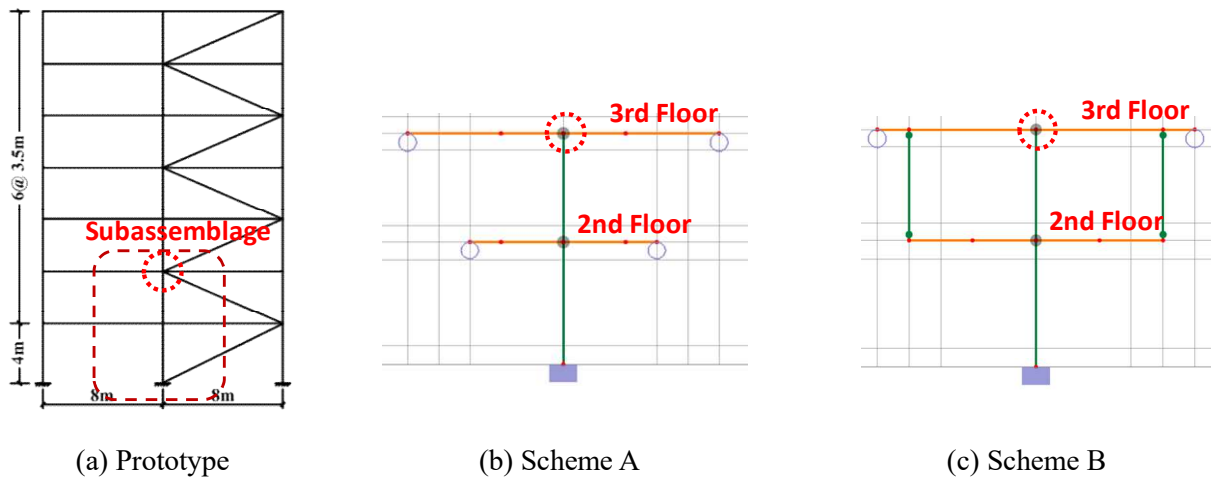 6@ 3.5m
4m
Subassemblage
8m
8m
3rd Floor
2nd Floor
3rd Floor
2nd Floor
(a) Prototype
(b) Scheme A
(c) Scheme B